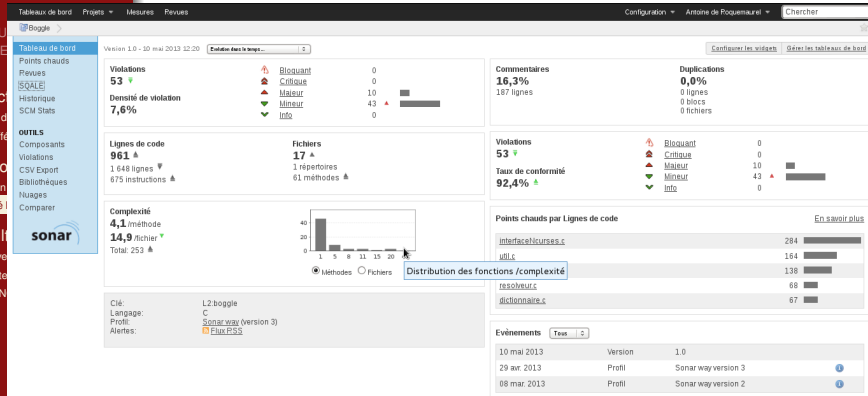 Tableaux de bord Projets Mesures Revues Configuration Antoine de Roquemaurel Chercher
Boggle
Tableau de bord
Points chauds
Revues
SQALE
Historique
SCM Stats
OUTILS
Composants
Violations
CSV Export
Bibliothèques
Nuages
Comparer
sonar
Version 1.0 - 10 mai 2013 12:20 Evolution dans le temps...
Configurer les widgets Gérer les tableaux de bord
Violations
53
Densité de violation
7,6%
Bloquant 0
Critique 0
Majeur 10
Mineur 43
Info 0
Lignes de code
961
1 648 lignes
675 instructions
Fichiers
17
1 répertoires
61 méthodes
Complexité
4,1 /méthode
14,9 /fichier
Total: 253
40
20
0
1 5 8 11 15 20
Méthodes Fichiers
Distribution des fonctions /complexité
Clé: L2:boggle
Langage: C
Profil: Sonar way (version 3)
Alertes: Flux RSS
Commentaires
16,3%
187 lignes
Duplications
0,0%
0 lignes
0 blocs
0 fichiers
Violations
53
Taux de conformité
92,4%
Bloquant 0
Critique 0
Majeur 10
Mineur 43
Info 0
Points chauds par Lignes de code En savoir plus
interfaceNcurses.c 284
util.c 164
138
resolveur.c 68
dictionnaire.c 67
Evènements Tous
10 mai 2013 Version 1.0
29 avr. 2013 Profil Sonar way version 3
08 mar. 2013 Profil Sonar way version 2